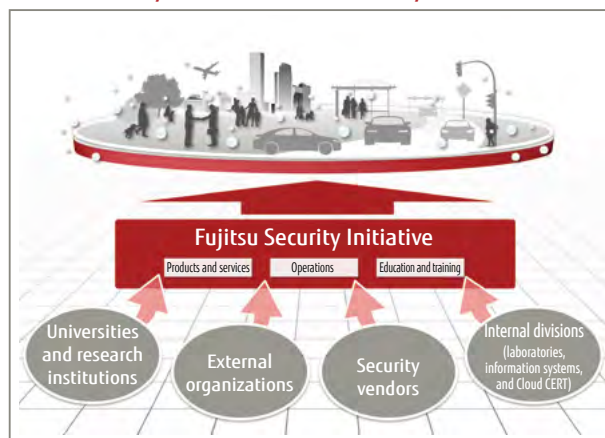 Fujitsu Security Initiative
Products and services
Operations
Education and training
Universities
and research
institutions
External
organizations
Security
vendors
Internal divisions
(laboratories,
information systems,
and Cloud CERT)